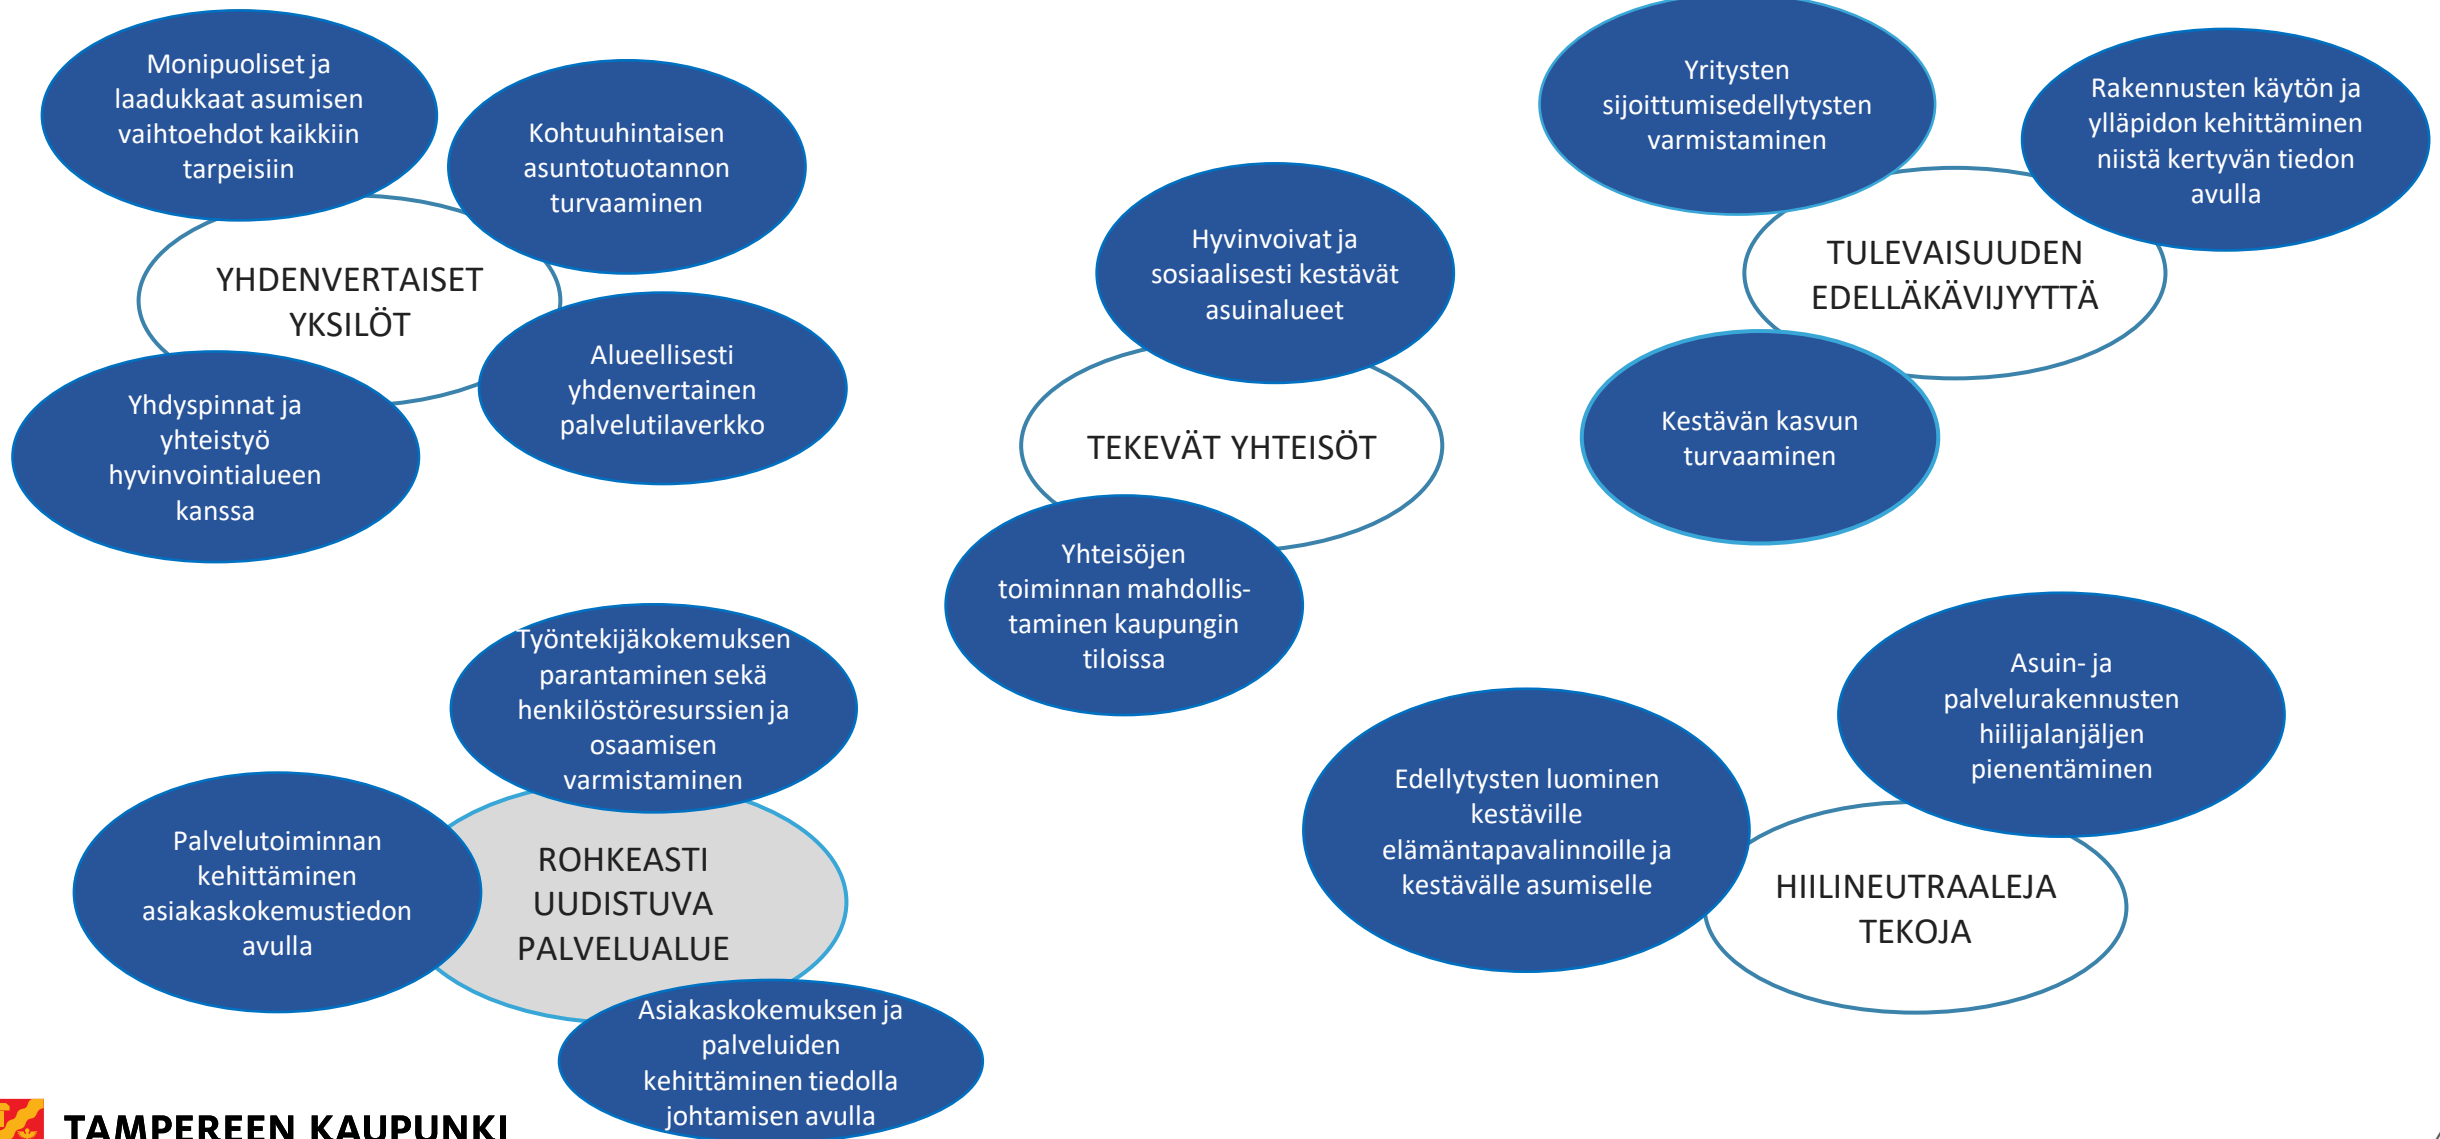 Monipuoliset ja
laadukkaat asumisen
vaihtoehdot kaikkiin
tarpeisiin
Kohtuuhintaisen
asuntotuotannon
turvaaminen
YHDENVERTAISET
YKSILÖT
Alueellisesti
yhdenvertainen
palvelutilaverkko
Yhdyspinnat ja
yhteistyö
hyvinvointialueen
kanssa
Hyvinvoivat ja
sosiaalisesti kestävät
asuinalueet
TEKEVÄT YHTEISÖT
Yhteisöjen
toiminnan mahdollis-
taminen kaupungin
tiloissa
Yritysten
sijoittumisedellytysten
varmistaminen
Rakennusten käytön ja
ylläpidon kehittäminen
niistä kertyvän tiedon
avulla
TULEVAISUUDEN
EDELLÄKÄVIJYYTTÄ
Kestävän kasvun
turvaaminen
Työntekijäkokemuksen
parantaminen sekä
henkilöstöresurssien ja
osaamisen
varmistaminen
Palvelutoiminnan
kehittäminen
asiakaskokemustiedon
avulla
ROHKEASTI
UUDISTUVA
PALVELUALUE
Asiakaskokemuksen ja
palveluiden
kehittäminen tiedolla
johtamisen avulla
Asuin- ja
palvelurakennusten
hiilijalanjäljen
pienentäminen
Edellytysten luominen
kestäville
elämäntapavalinnoille ja
kestävälle asumiselle
HIILINEUTRAALEJA
TEKOJA
TAMPEREEN KAUPUNKI